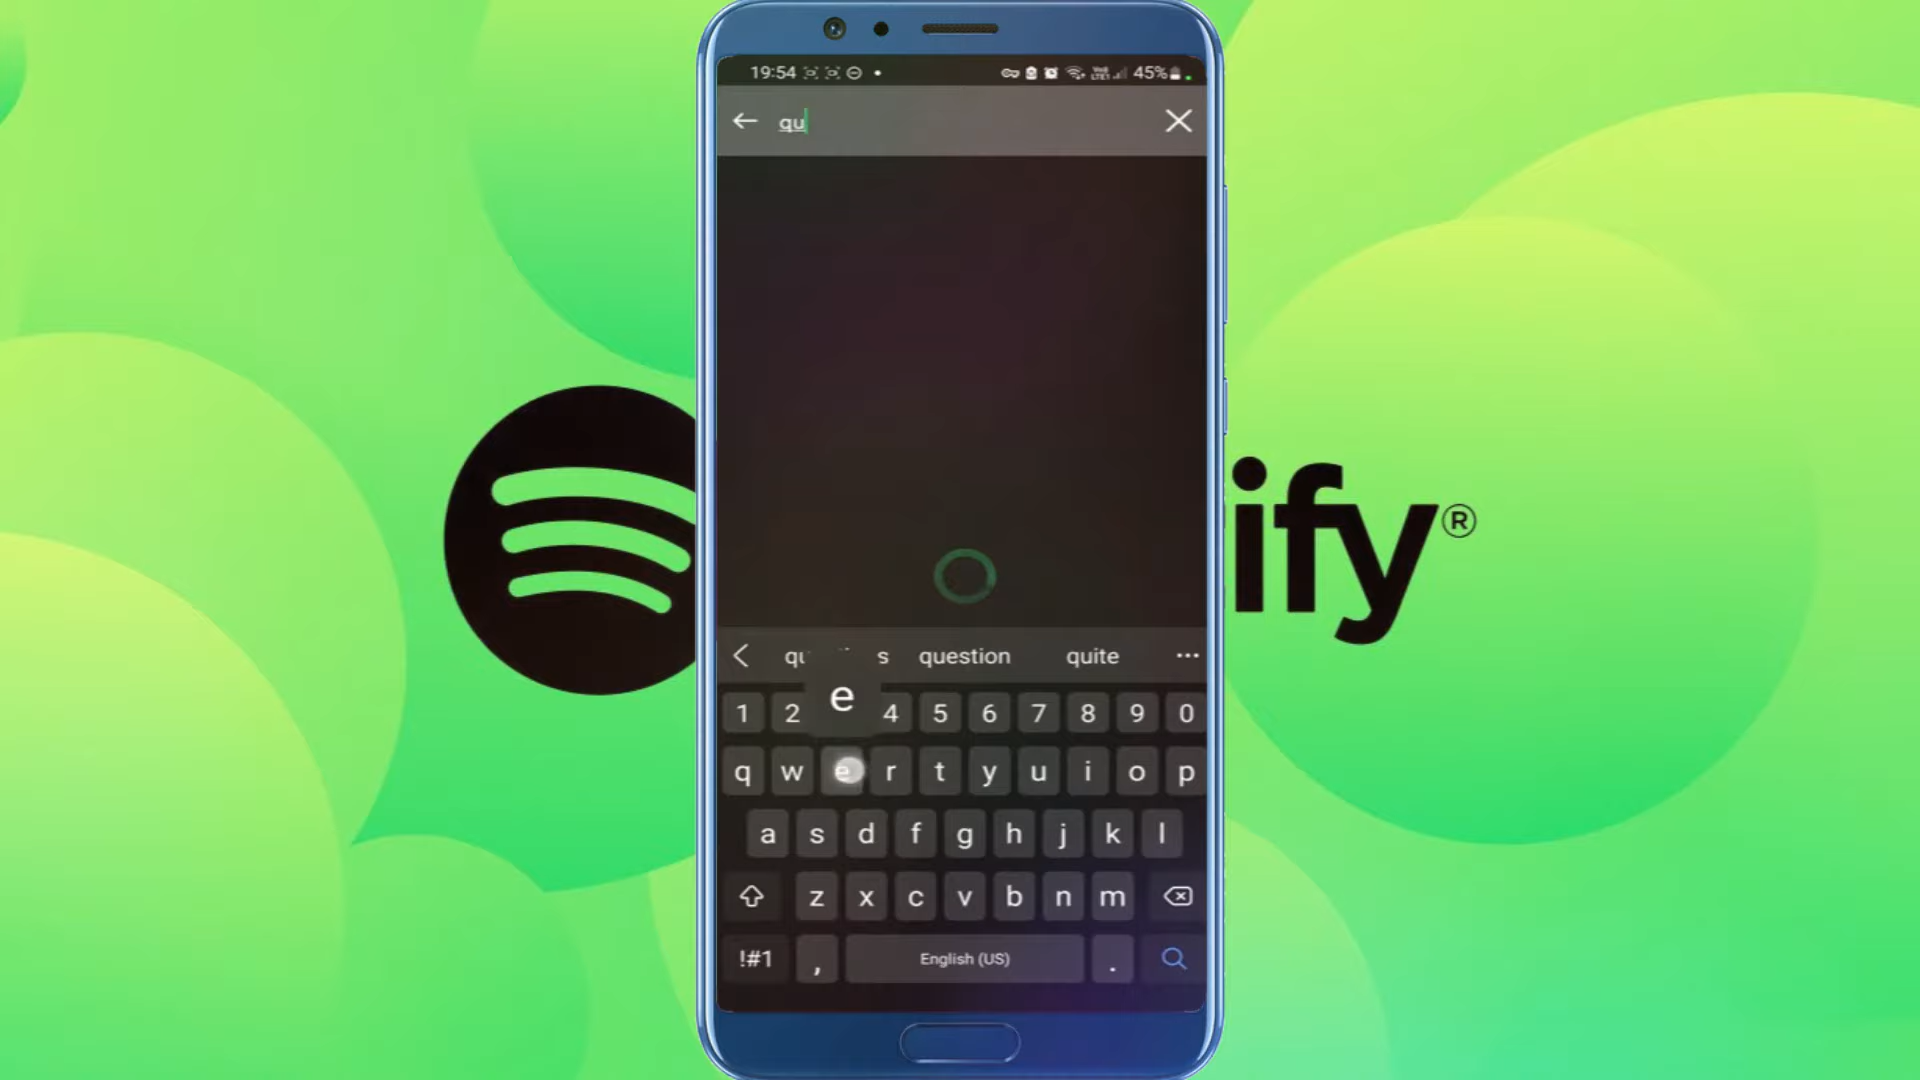 19:54 45%
qu
question quite
e
1 2 4 5 6 7 8 9 0
q w e r t y u i o p
a s d f g h j k l
z x c v b n m
!#1 , English (US) .
ify®